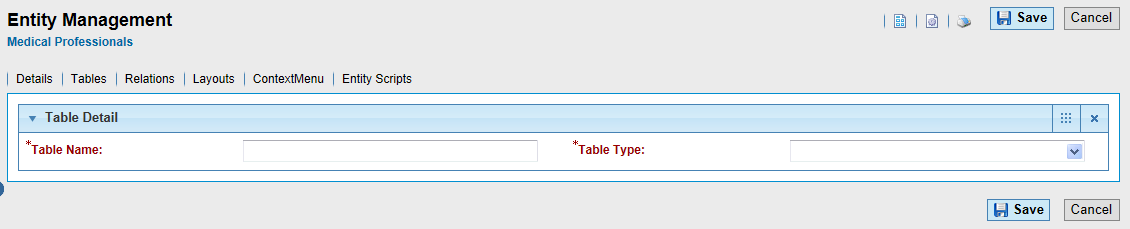 Entity Management
Save
Cancel
Medical Professionals
Details
Tables
Relations
Layouts
ContextMenu
Entity Scripts
Table Detail
*Table Name:
*Table Type:
Save
Cancel